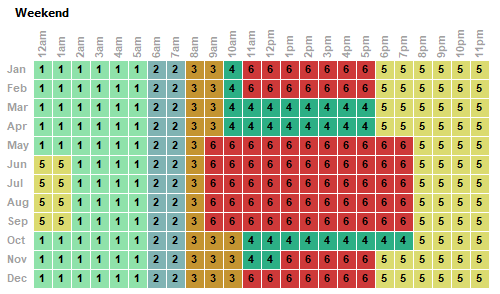 Weekend
12am 1am 2am 3am 4am 5am 6am 7am 8am 9am 10am 11am 12pm 1pm 2pm 3pm 4pm 5pm 6pm 7pm 8pm 9pm 10pm 11pm
Jan 1 1 1 1 1 1 2 2 3 3 4 6 6 6 6 6 6 6 5 5 5 5 5 5
Feb 1 1 1 1 1 1 2 2 3 3 4 6 6 6 6 6 6 6 5 5 5 5 5 5
Mar 1 1 1 1 1 1 2 2 3 3 4 4 4 4 4 4 4 4 5 5 5 5 5 5
Apr 1 1 1 1 1 1 2 2 3 3 4 4 4 4 4 4 4 4 5 5 5 5 5 5
May 1 1 1 1 1 1 2 2 3 6 6 6 6 6 6 6 6 6 6 6 5 5 5 5
Jun 5 5 1 1 1 1 2 2 3 6 6 6 6 6 6 6 6 6 6 6 5 5 5 5
Jul 5 5 1 1 1 1 2 2 3 6 6 6 6 6 6 6 6 6 6 6 5 5 5 5
Aug 5 5 1 1 1 1 2 2 3 6 6 6 6 6 6 6 6 6 6 6 5 5 5 5
Sep 5 5 1 1 1 1 2 2 3 6 6 6 6 6 6 6 6 6 6 6 5 5 5 5
Oct 1 1 1 1 1 1 2 2 3 3 3 4 4 4 4 4 4 4 4 4 5 5 5 5
Nov 1 1 1 1 1 1 2 2 3 3 3 4 4 6 6 6 6 6 5 5 5 5 5 5
Dec 1 1 1 1 1 1 2 2 3 3 3 6 6 6 6 6 6 6 5 5 5 5 5 5